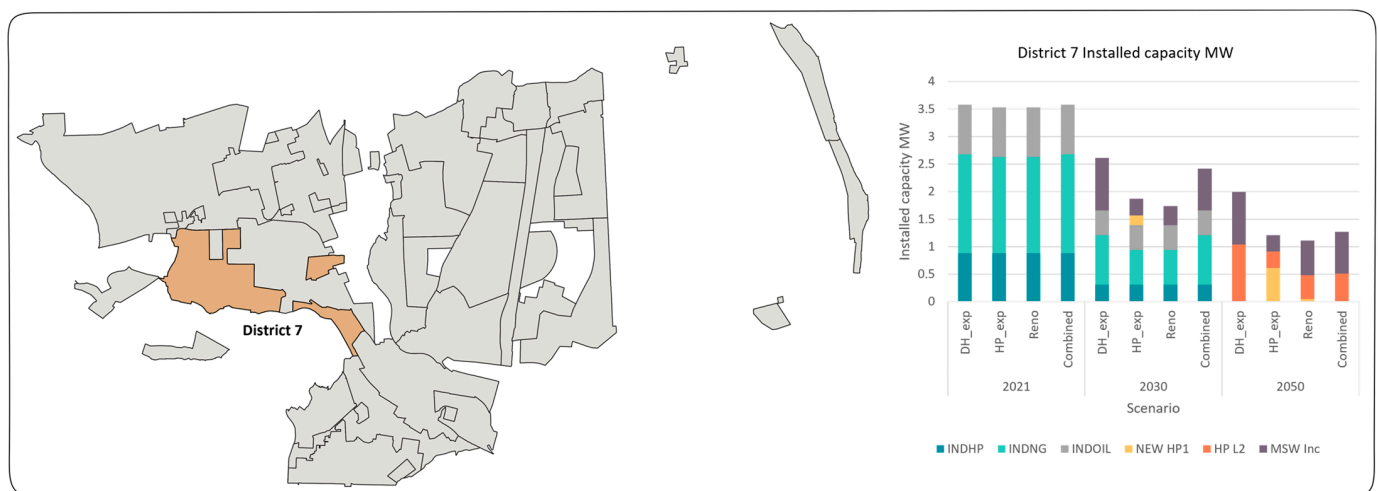 District 7
District 7 Installed capacity MW
Installed capacity MW
4
3.5
3
2.5
2
1.5
1
0.5
0
DH_exp
HP_exp
Reno
Combined
DH_exp
HP_exp
Reno
Combined
DH_exp
HP_exp
Reno
Combined
2021 2030 2050
Scenario
INDHP INDNG INDOIL NEW HP1 HP L2 MSW Inc